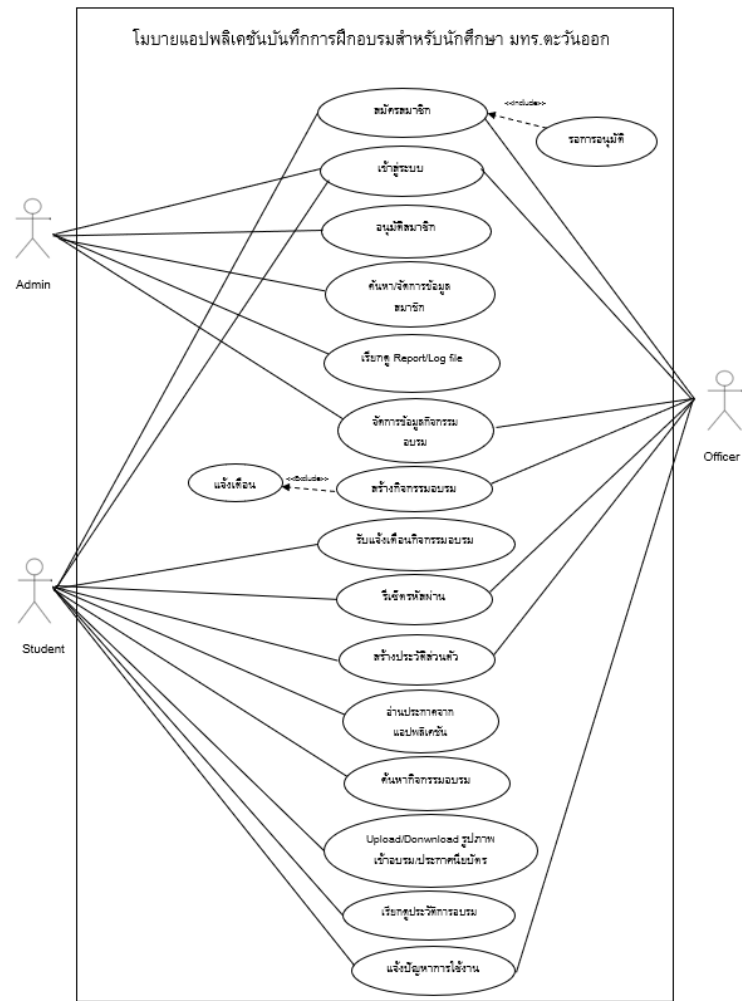 โมบายแอปพลิเคชันบันทึกการฝึกอบรมสำหรับนักศึกษา มทร.ตะวันออก
สมัครสมาชิก
<<Include>>
รอการอนุมัติ
เข้าสู่ระบบ
อนุมัติสมาชิก
Admin
ค้นหา/จัดการข้อมูล
สมาชิก
เรียกดู Report/Log file
จัดการข้อมูลกิจกรรม
อบรม
Officer
แจ้งเตือน
<<Exclude>>
สร้างกิจกรรมอบรม
รับแจ้งเตือนกิจกรรมอบรม
รีเซ็ตรหัสผ่าน
Student
สร้างประวัติส่วนตัว
อ่านประกาศจาก
แอปพลิเคชัน
ค้นหากิจกรรมอบรม
Upload/Donwnload รูปภาพ
เข้าอบรม/ประกาศนียบัตร
เรียกดูประวัติการอบรม
แจ้งปัญหาการใช้งาน